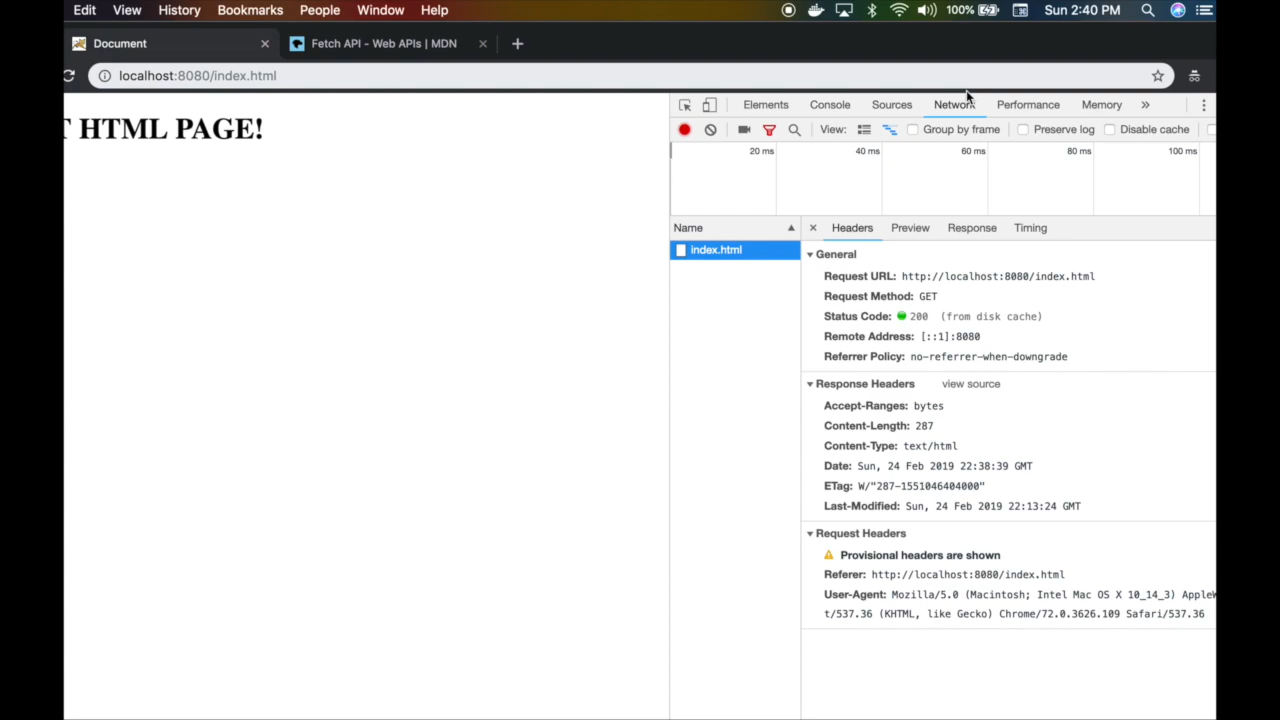 Edit View History Bookmarks People Window Help 100% Sun 2:40 PM
Document Fetch API - Web APIs | MDN
localhost:8080/index.html
T HTML PAGE!
Elements Console Sources Network Performance Memory »
View: Group by frame Preserve log Disable cache
20 ms 40 ms 60 ms 80 ms 100 ms
Name Headers Preview Response Timing
index.html
General
Request URL: http://localhost:8080/index.html
Request Method: GET
Status Code: 200 (from disk cache)
Remote Address: [::1]:8080
Referrer Policy: no-referrer-when-downgrade
Response Headers view source
Accept-Ranges: bytes
Content-Length: 287
Content-Type: text/html
Date: Sun, 24 Feb 2019 22:38:39 GMT
ETag: W/"287-1551046404000"
Last-Modified: Sun, 24 Feb 2019 22:13:24 GMT
Request Headers
Provisional headers are shown
Referer: http://localhost:8080/index.html
User-Agent: Mozilla/5.0 (Macintosh; Intel Mac OS X 10_14_3) AppleW
t/537.36 (KHTML, like Gecko) Chrome/72.0.3626.109 Safari/537.36